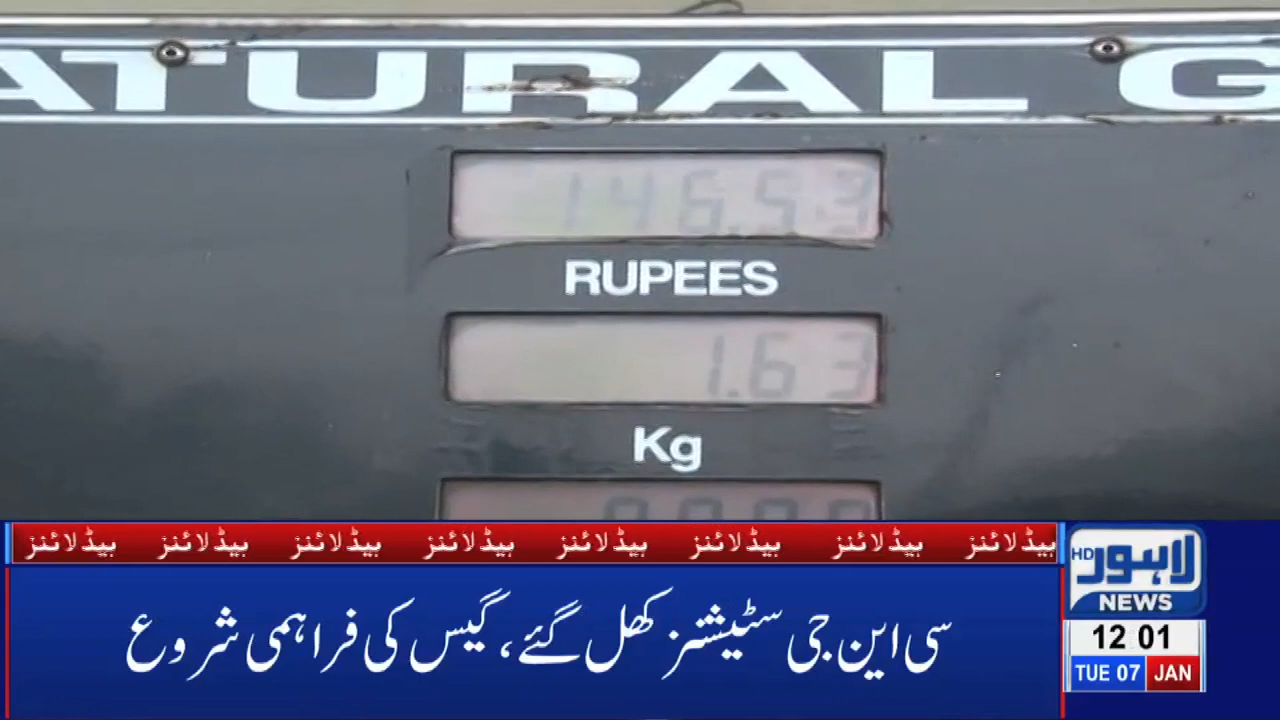 ATURAL G
146.53
RUPEES
1.63
Kg
ہیڈلائنز ہیڈلائنز ہیڈلائنز ہیڈلائنز ہیڈلائنز ہیڈلائنز ہیڈلائنز ہیڈلائنز
سی این جی سٹیشنز کھل گئے، گیس کی فراہمی شروع
HD لاہور
NEWS
12 01
TUE 07 JAN